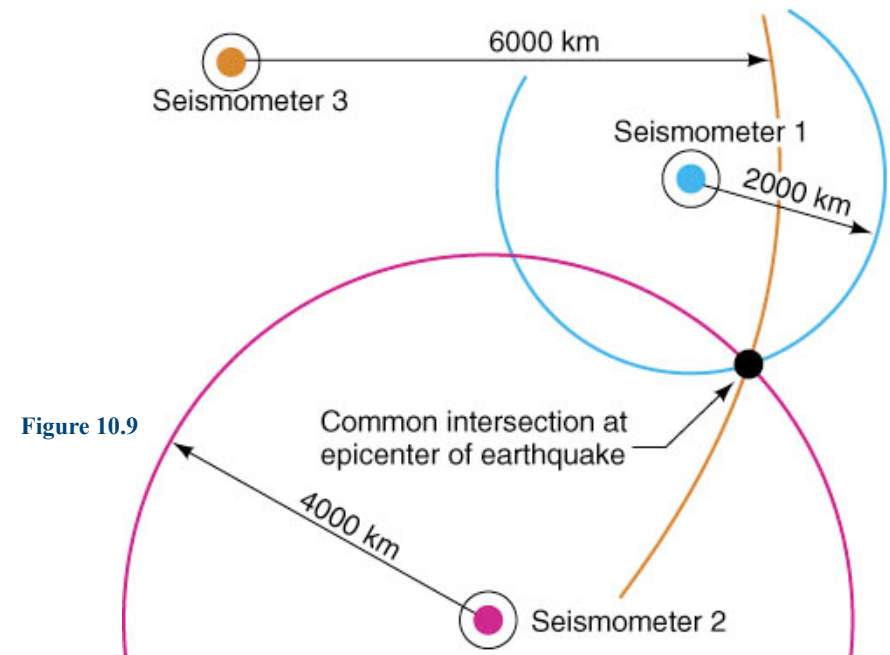 6000 km
Seismometer 3
Seismometer 1
2000 km
Figure 10.9
Common intersection at
epicenter of earthquake
4000 km
Seismometer 2